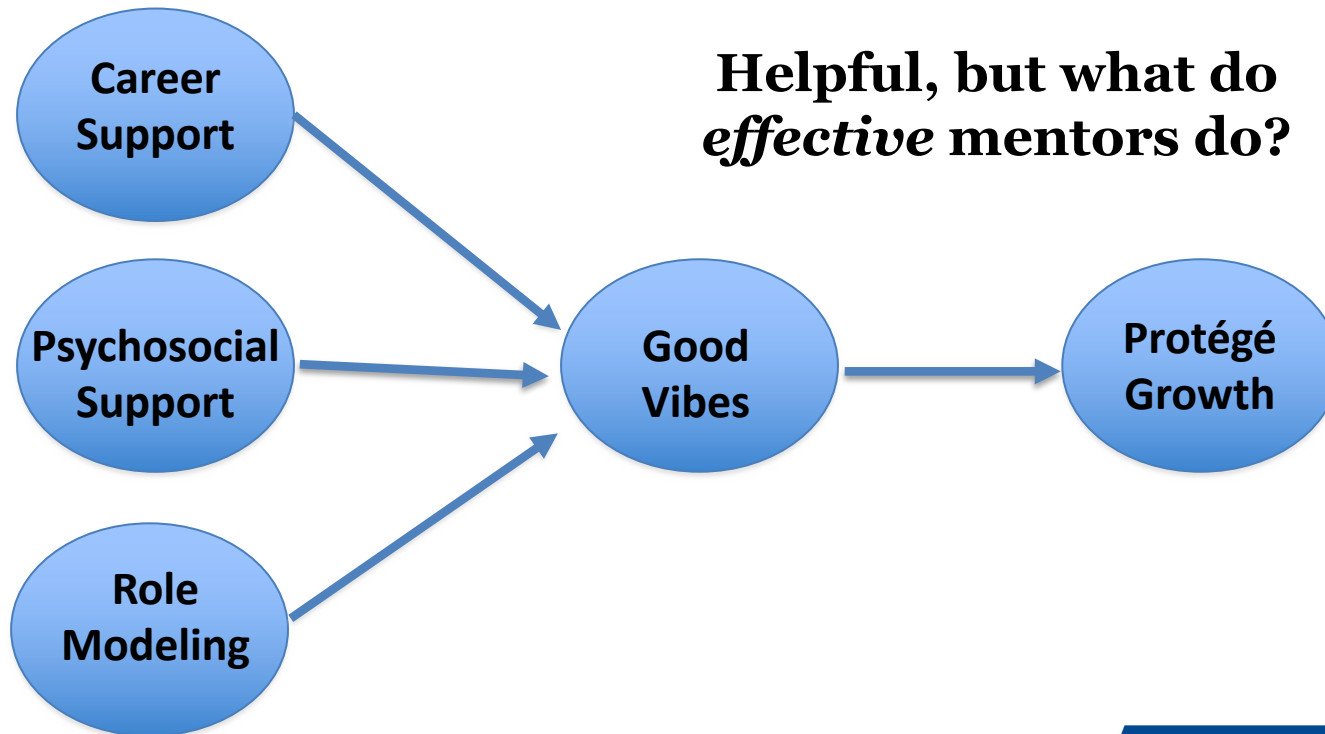 Helpful, but what do
effective mentors do?
Career
Support
Psychosocial
Support
Role
Modeling
Good
Vibes
Protégé
Growth